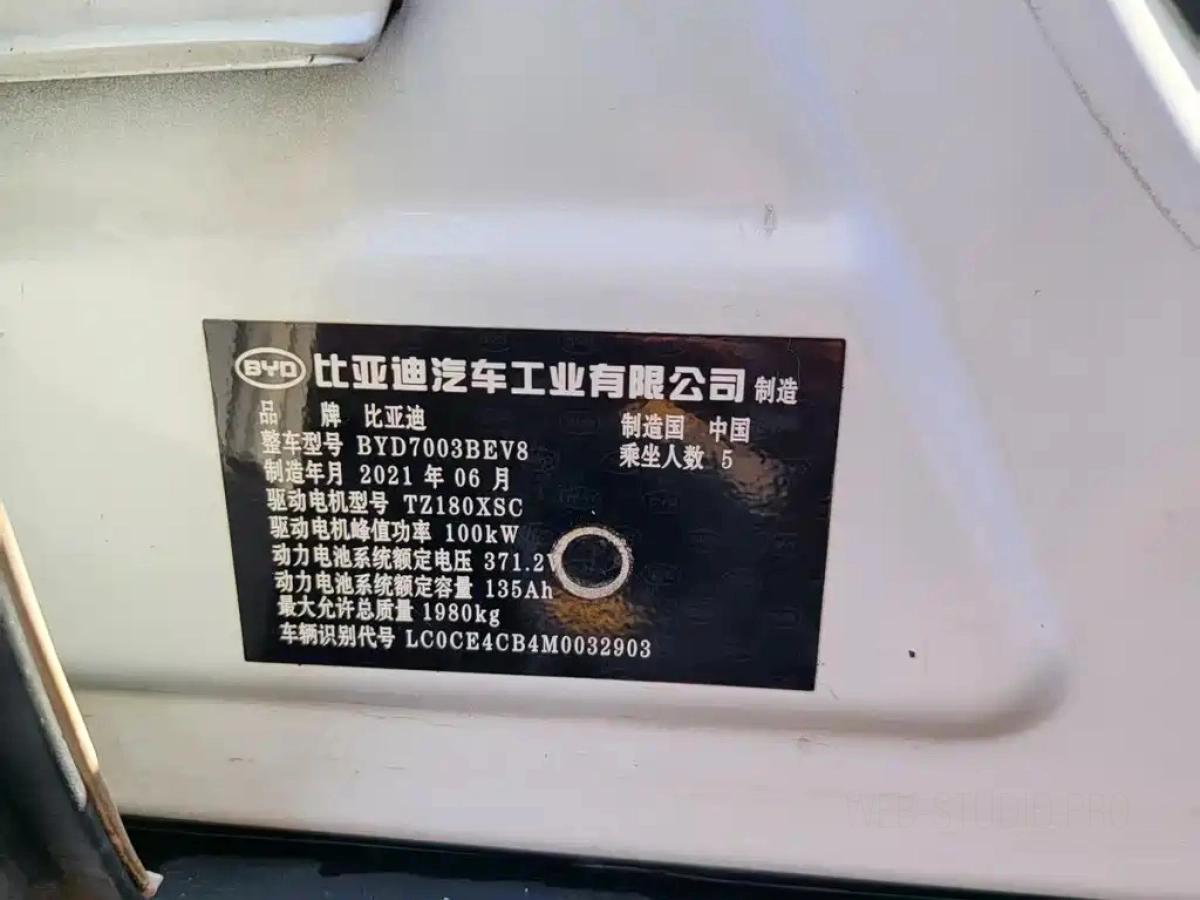 BYD 比亚迪汽车工业有限公司 制造
品 牌 比亚迪 制造国 中国
整车型号 BYD7003BEV8 乘坐人数 5
制造年月 2021 年 06 月
驱动电机型号 TZ180XSC
驱动电机峰值功率 100kW
动力电池系统额定电压 371.2V
动力电池系统额定容量 135Ah
最大允许总质量 1980kg
车辆识别代号 LC0CE4CB4M0032903
WEB-STUDIO.PRO